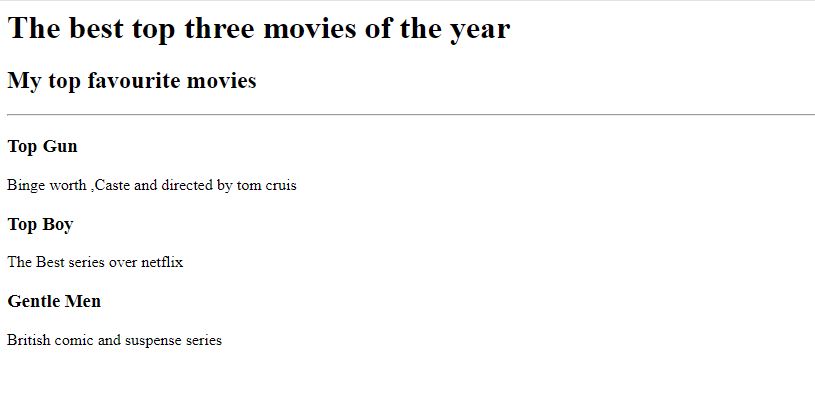 The best top three movies of the year
My top favourite movies
Top Gun
Binge worth ,Caste and directed by tom cruis
Top Boy
The Best series over netflix
Gentle Men
British comic and suspense series